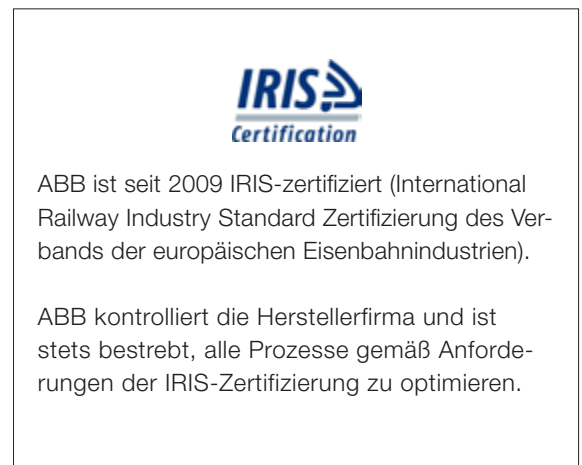 IRIS
Certification
ABB ist seit 2009 IRIS-zertifiziert (International
Railway Industry Standard Zertifizierung des Ver-
bands der europäischen Eisenbahnindustrien).
ABB kontrolliert die Herstellerfirma und ist
stets bestrebt, alle Prozesse gemäß Anforde-
rungen der IRIS-Zertifizierung zu optimieren.